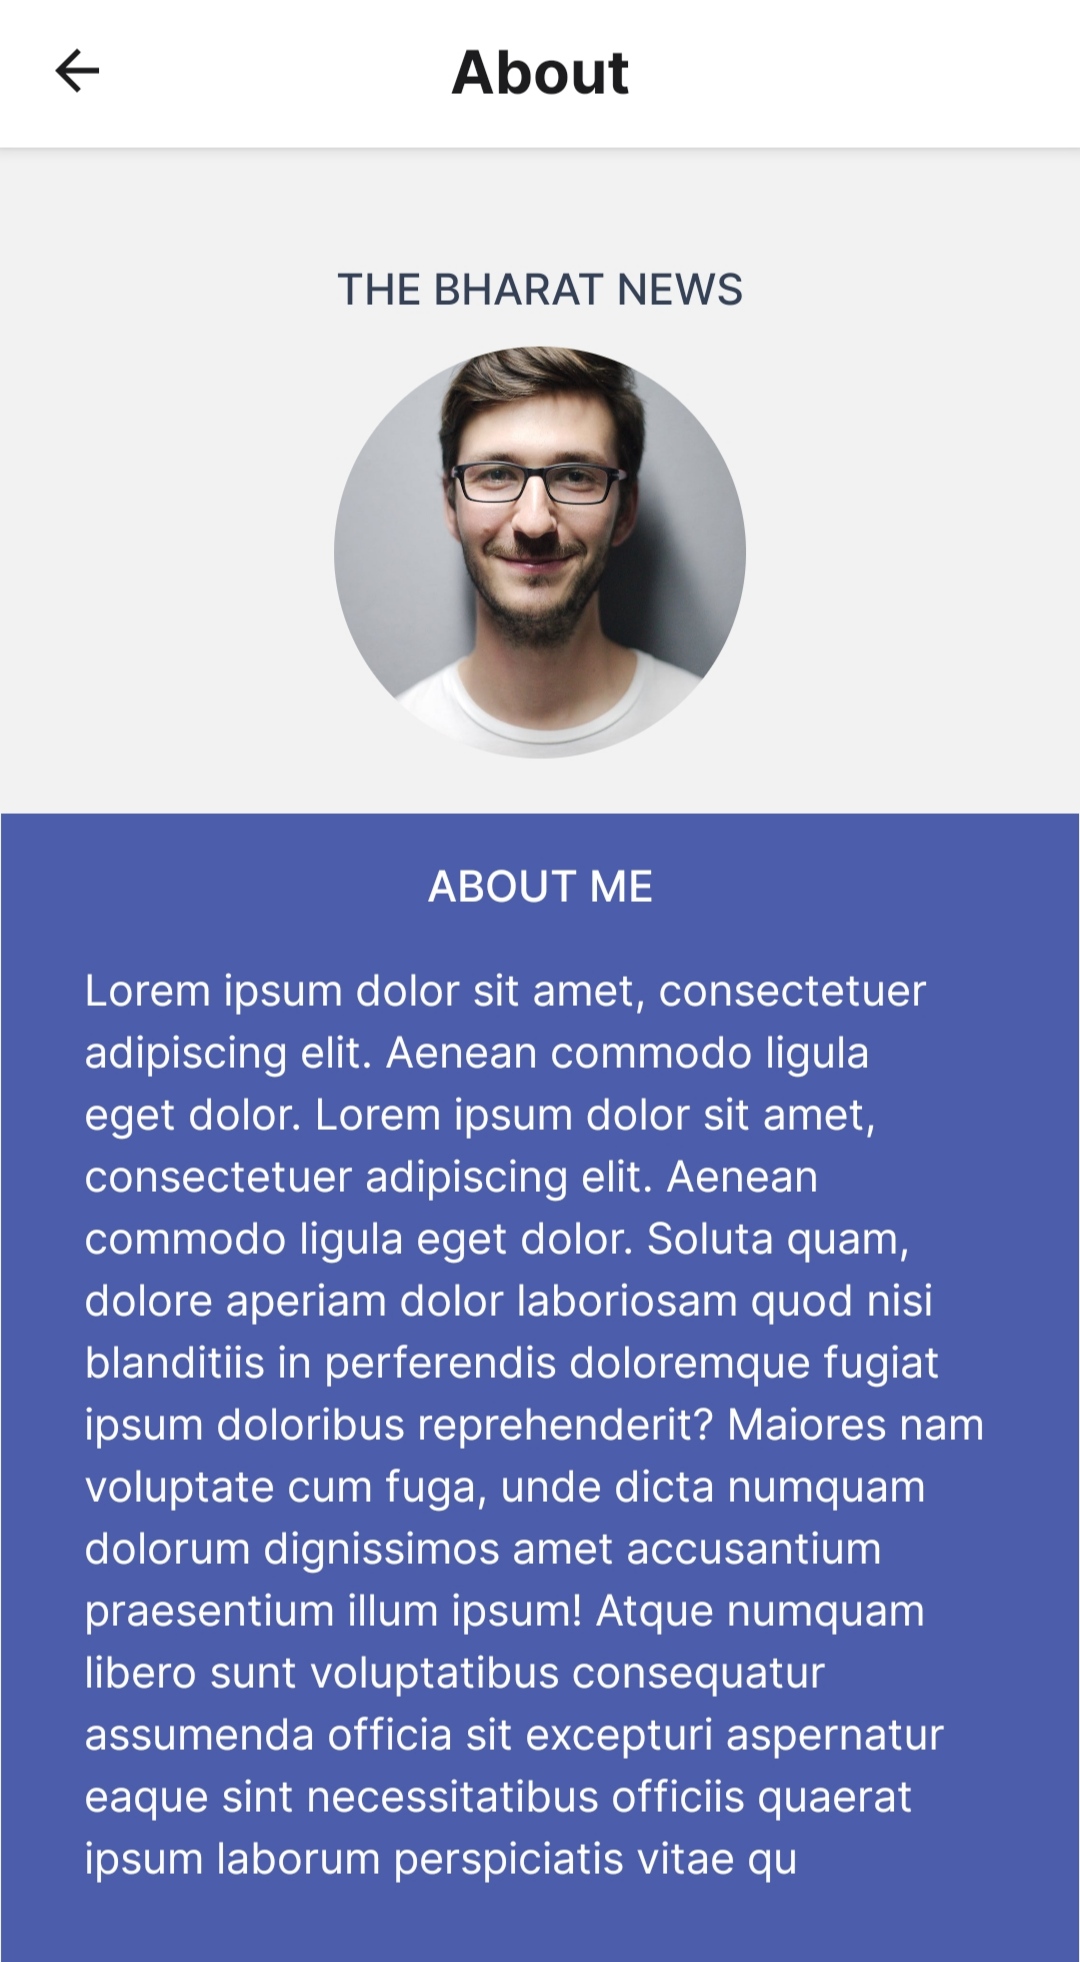 About
THE BHARAT NEWS
ABOUT ME
Lorem ipsum dolor sit amet, consectetuer
adipiscing elit. Aenean commodo ligula
eget dolor. Lorem ipsum dolor sit amet,
consectetuer adipiscing elit. Aenean
commodo ligula eget dolor. Soluta quam,
dolore aperiam dolor laboriosam quod nisi
blanditiis in perferendis doloremque fugiat
ipsum doloribus reprehenderit? Maiores nam
voluptate cum fuga, unde dicta numquam
dolorum dignissimos amet accusantium
praesentium illum ipsum! Atque numquam
libero sunt voluptatibus consequatur
assumenda officia sit excepturi aspernatur
eaque sint necessitatibus officiis quaerat
ipsum laborum perspiciatis vitae qu